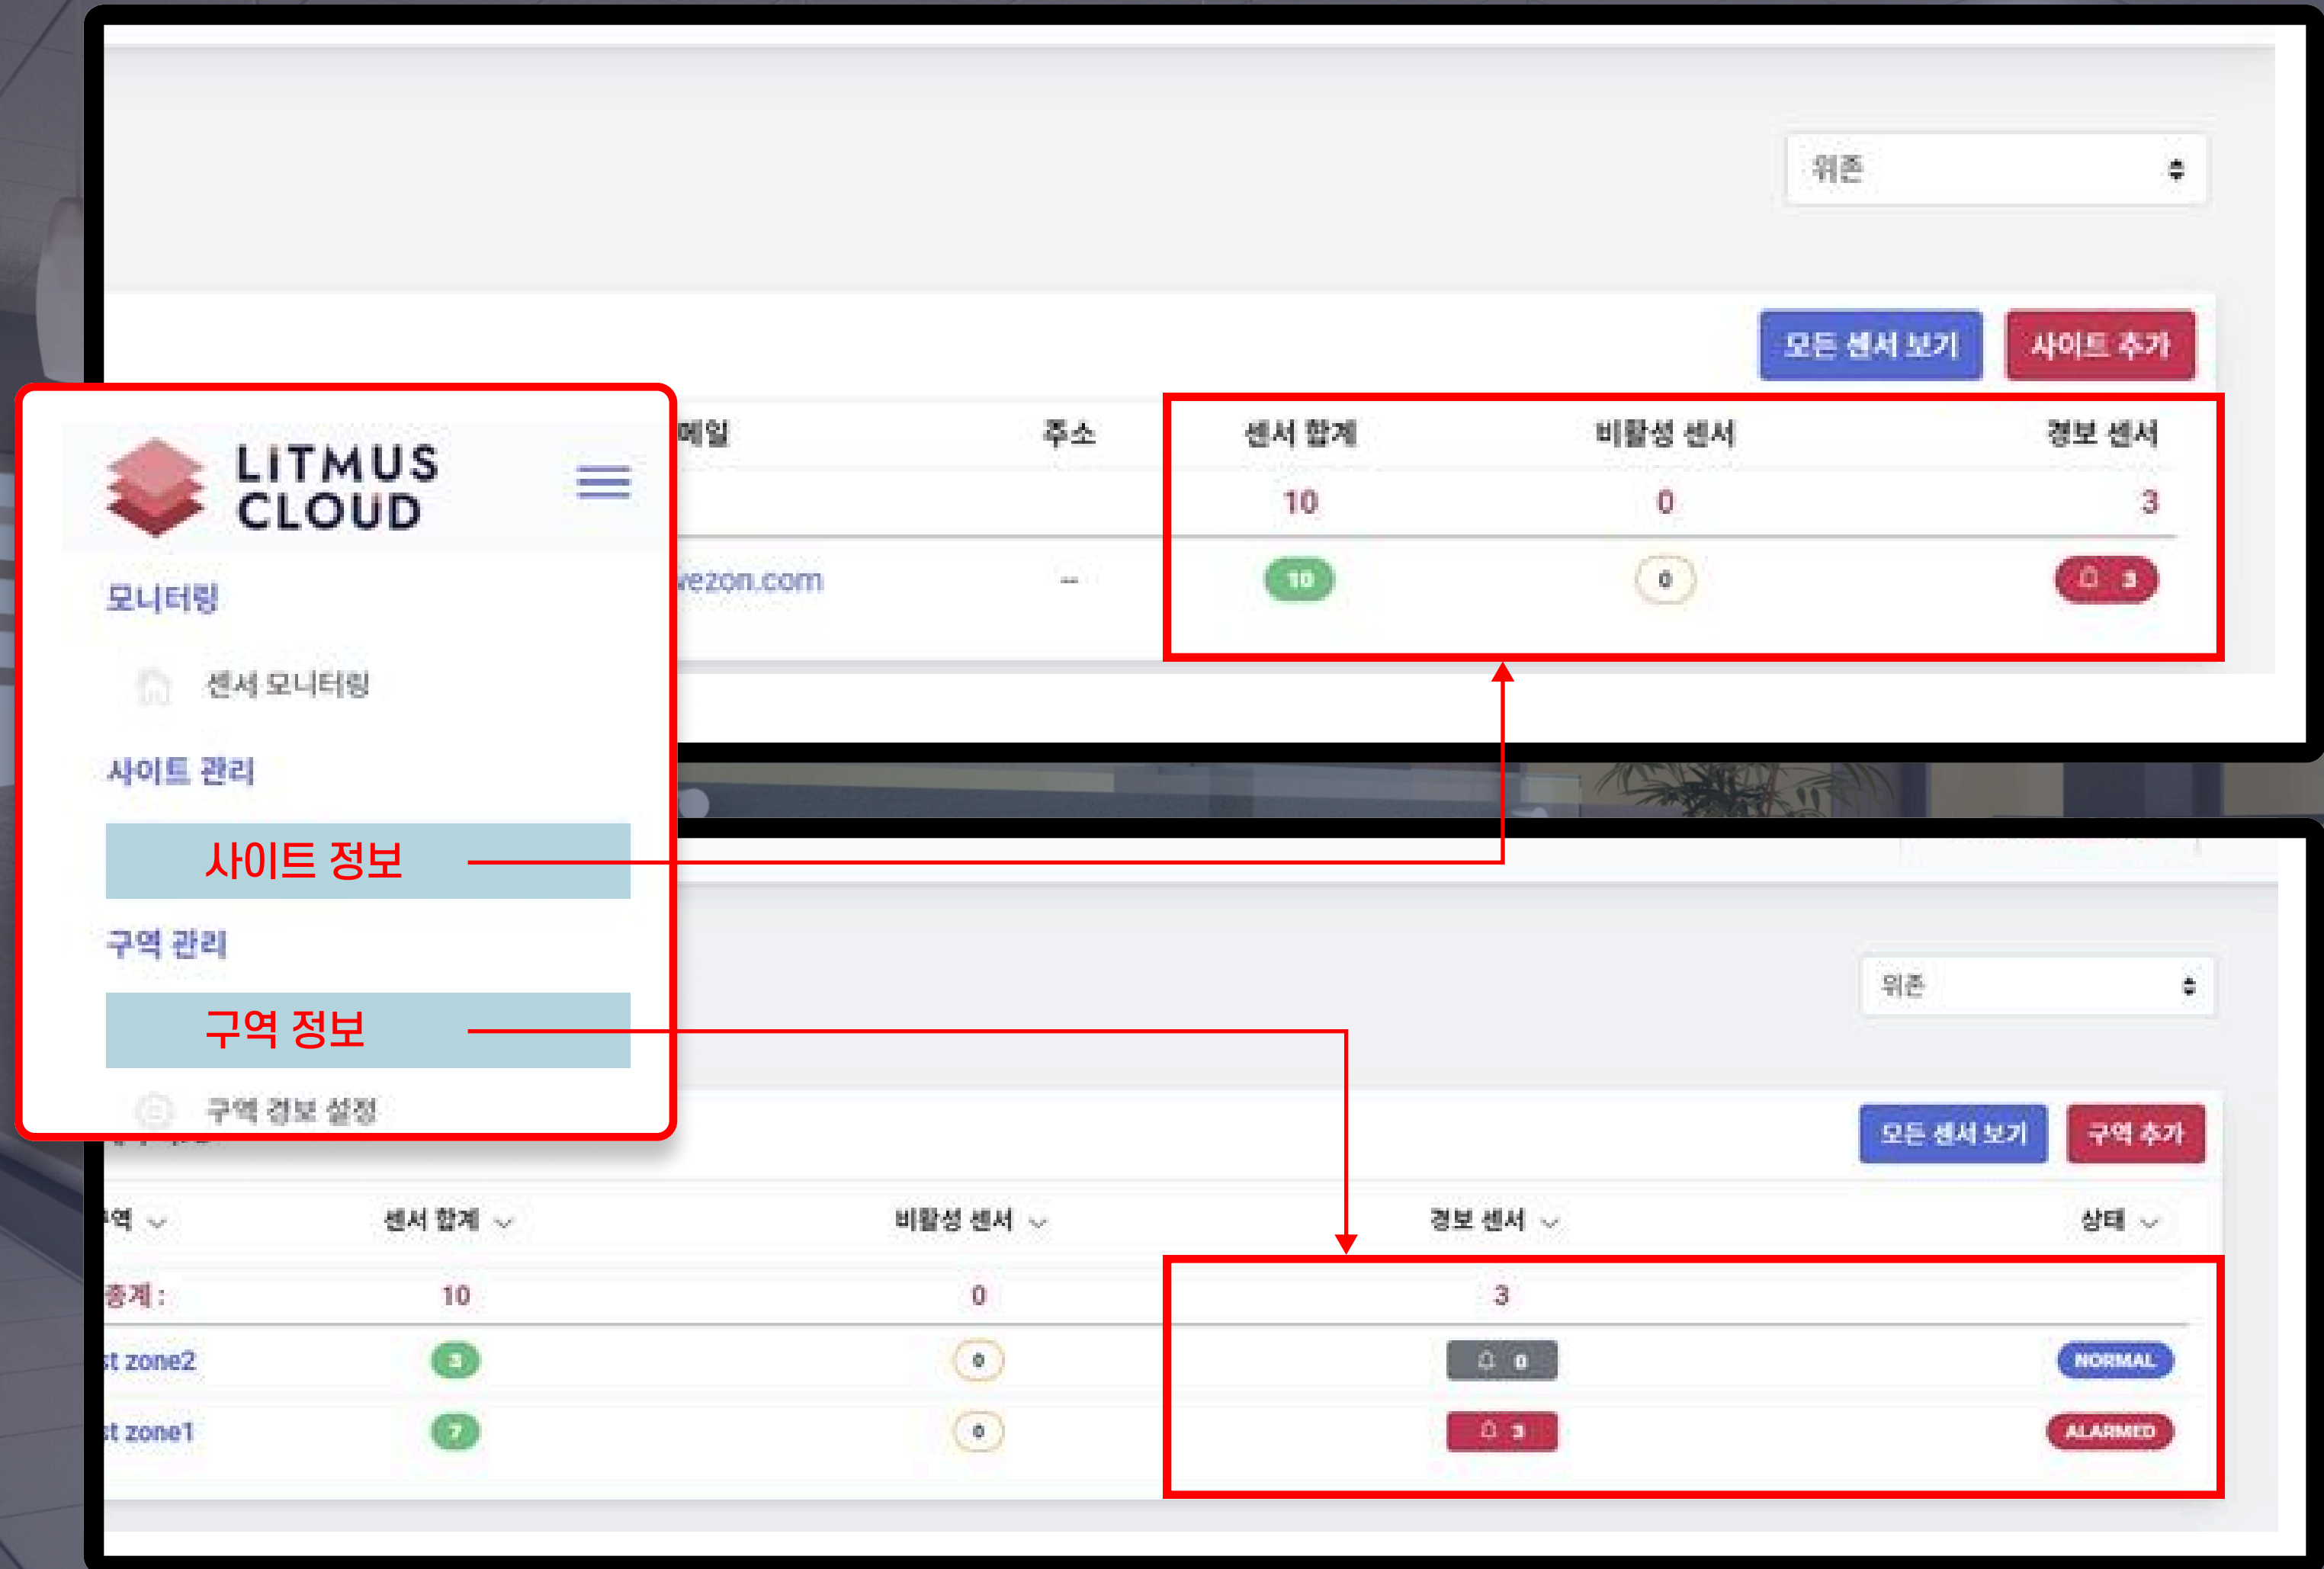 위존
모든 센서 보기 사이트 추가
메일 주소 센서 합계 비활성 센서 경보 센서
10 0 3
wezon.com -- 10 0 3
LITMUS
CLOUD
모니터링
센서 모니터링
사이트 관리
사이트 정보
구역 관리
구역 정보
구역 경보 설정
위존
모든 센서 보기 구역 추가
역 센서 합계 비활성 센서 경보 센서 상태
총계 : 10 0 3
st zone2 3 0 0 NORMAL
st zone1 7 0 3 ALARMED